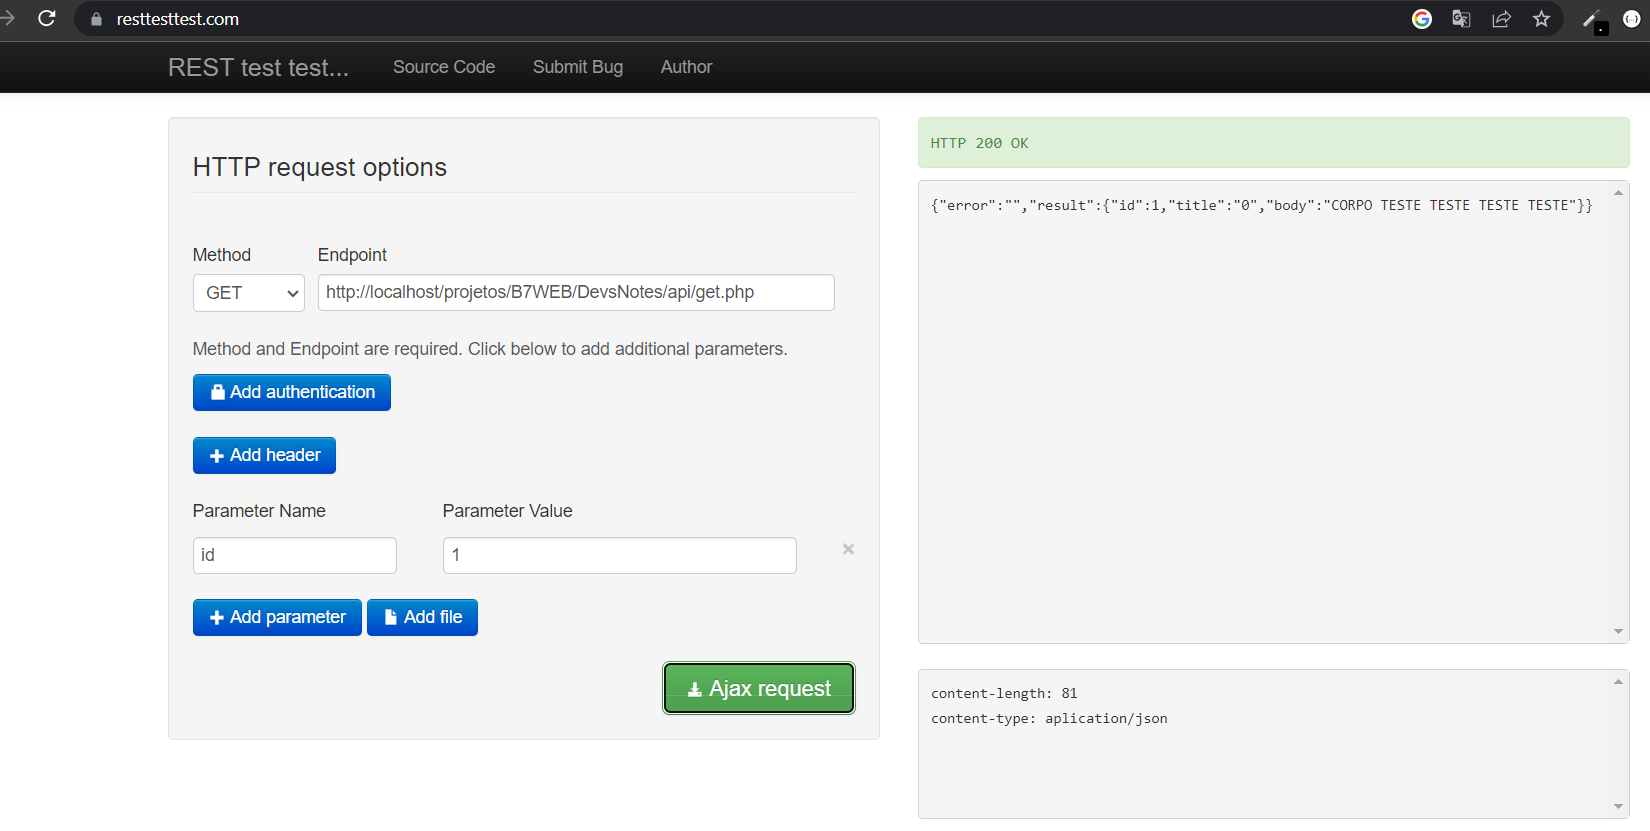 resttesttest.com
REST test test... Source Code Submit Bug Author
HTTP request options
Method Endpoint
GET http://localhost/projetos/B7WEB/DevsNotes/api/get.php
Method and Endpoint are required. Click below to add additional parameters.
Add authentication
Add header
Parameter Name Parameter Value
id 1 ×
Add parameter Add file
Ajax request
HTTP 200 OK
{"error":"","result":{"id":1,"title":"0","body":"CORPO TESTE TESTE TESTE TESTE"}}
content-length: 81
content-type: aplication/json